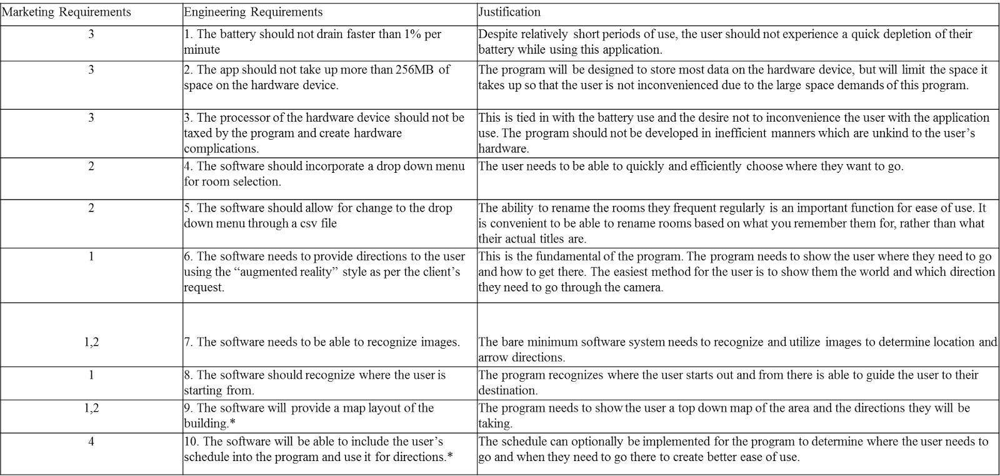 Marketing Requirements Engineering Requirements Justification
3 1. The battery should not drain faster than 1% per Despite relatively short periods of use, the user should not experience a quick depletion of their
minute battery while using this application.
3 2. The app should not take up more than 256MB of The program will be designed to store most data on the hardware device, but will limit the space it
space on the hardware device. takes up so that the user is not inconvenienced due to the large space demands of this program.
3 3. The processor of the hardware device should not be This is tied in with the battery use and the desire not to inconvenience the user with the application
taxed by the program and create hardware use. The program should not be developed in inefficient manners which are unkind to the user’s
complications. hardware.
2 4. The software should incorporate a drop down menu The user needs to be able to quickly and efficiently choose where they want to go.
for room selection.
2 5. The software should allow for change to the drop The ability to rename the rooms they frequent regularly is an important function for ease of use. It
down menu through a csv file is convenient to be able to rename rooms based on what you remember them for, rather than what
their actual titles are.
1 6. The software needs to provide directions to the user This is the fundamental of the program. The program needs to show the user where they need to go
using the “augmented reality” style as per the client’s and how to get there. The easiest method for the user is to show them the world and which direction
request. they need to go through the camera.
1,2 7. The software needs to be able to recognize images. The bare minimum software system needs to recognize and utilize images to determine location and
arrow directions.
1 8. The software should recognize where the user is The program recognizes where the user starts out and from there is able to guide the user to their
starting from. destination.
1,2 9. The software will provide a map layout of the The program needs to show the user a top down map of the area and the directions they will be
building.* taking.
4 10. The software will be able to include the user’s The schedule can optionally be implemented for the program to determine where the user needs to
schedule into the program and use it for directions.* go and when they need to go there to create better ease of use.